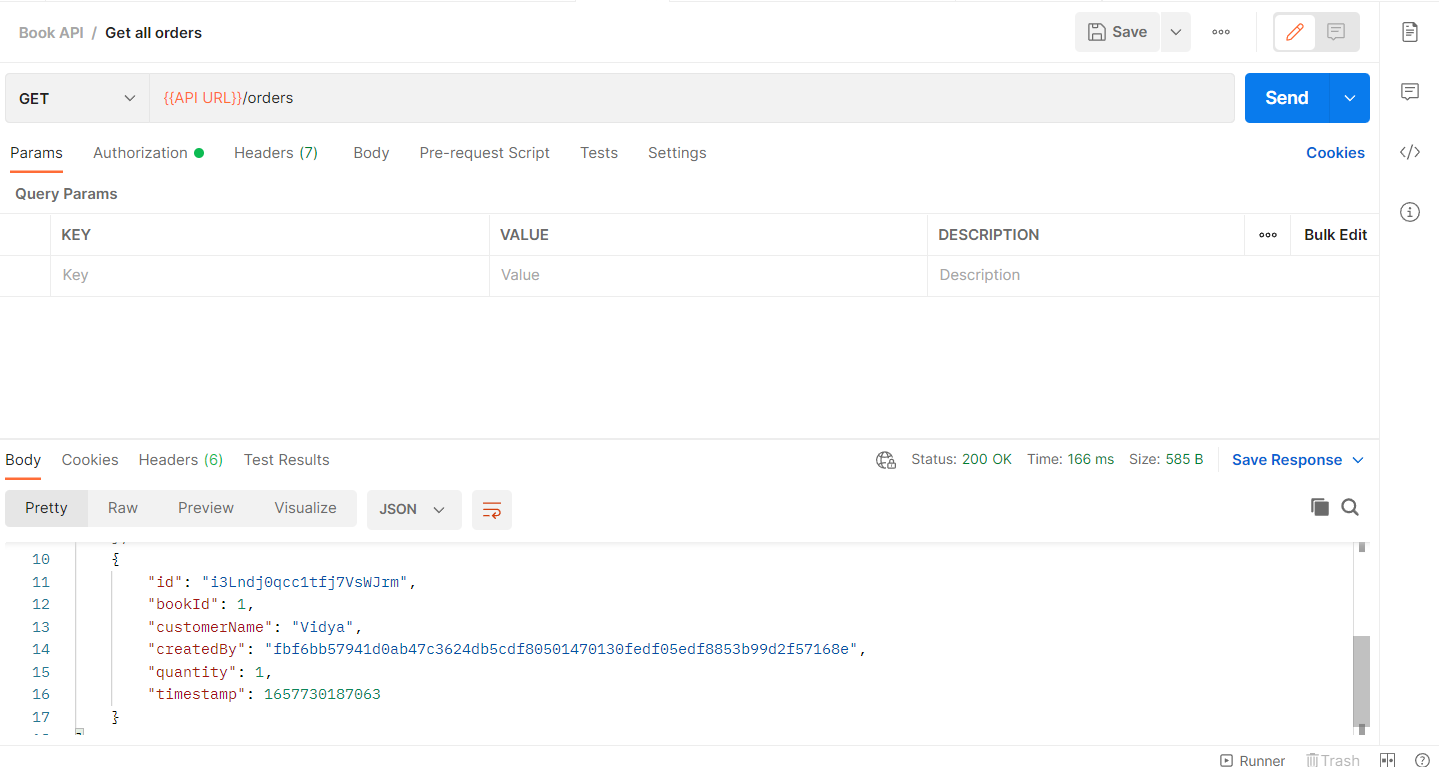 Book API / Get all orders
Save
GET
{{API URL}}/orders
Send
Params Authorization Headers (7) Body Pre-request Script Tests Settings Cookies
Query Params
KEY VALUE DESCRIPTION Bulk Edit
Key Value Description
Body Cookies Headers (6) Test Results Status: 200 OK Time: 166 ms Size: 585 B Save Response
Pretty Raw Preview Visualize JSON
10 {
11 "id": "i3Lndj0qcc1tfj7VsWJrm",
12 "bookId": 1,
13 "customerName": "Vidya",
14 "createdBy": "fbf6bb57941d0ab47c3624db5cdf80501470130fedf05edf8853b99d2f57168e",
15 "quantity": 1,
16 "timestamp": 1657730187063
17 }
Runner Trash